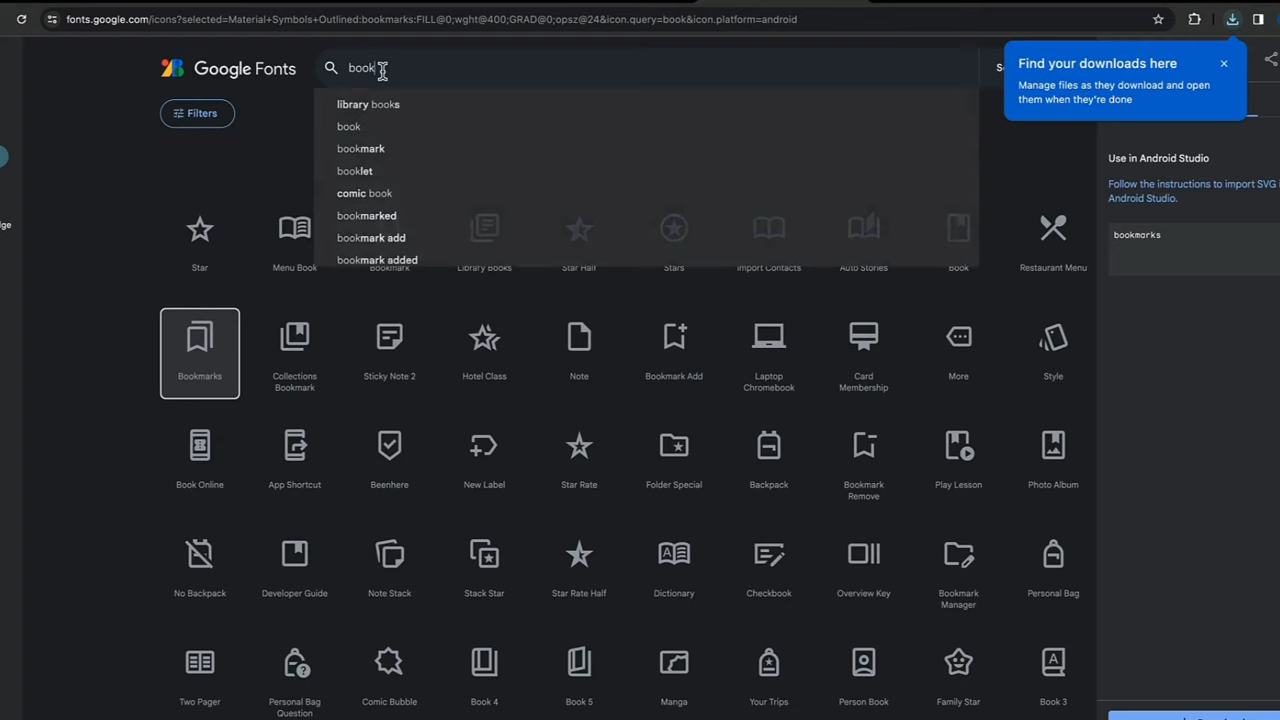 fonts.google.com/icons?selected=Material+Symbols+Outlined:bookmarks:FILL@0;wght@400;GRAD@0;opsz@24&icon.query=book&icon.platform=android
Google Fonts
book
Find your downloads here
Manage files as they download and open
them when they're done
Filters
library books
book
bookmark
booklet
comic book
bookmarked
bookmark add
bookmark added
Use in Android Studio
Follow the instructions to import SVG i
Android Studio.
bookmarks
Star
Menu Book
Bookmark
Library Books
Star Half
Stars
Import Contacts
Auto Stories
Book
Restaurant Menu
Bookmarks
Collections
Bookmark
Sticky Note 2
Hotel Class
Note
Bookmark Add
Laptop
Chromebook
Card
Membership
More
Style
Book Online
App Shortcut
Beenhere
New Label
Star Rate
Folder Special
Backpack
Bookmark
Remove
Play Lesson
Photo Album
No Backpack
Developer Guide
Note Stack
Stack Star
Star Rate Half
Dictionary
Checkbook
Overview Key
Bookmark
Manager
Personal Bag
Two Pager
Personal Bag
Question
Comic Bubble
Book 4
Book 5
Manga
Your Trips
Person Book
Family Star
Book 3